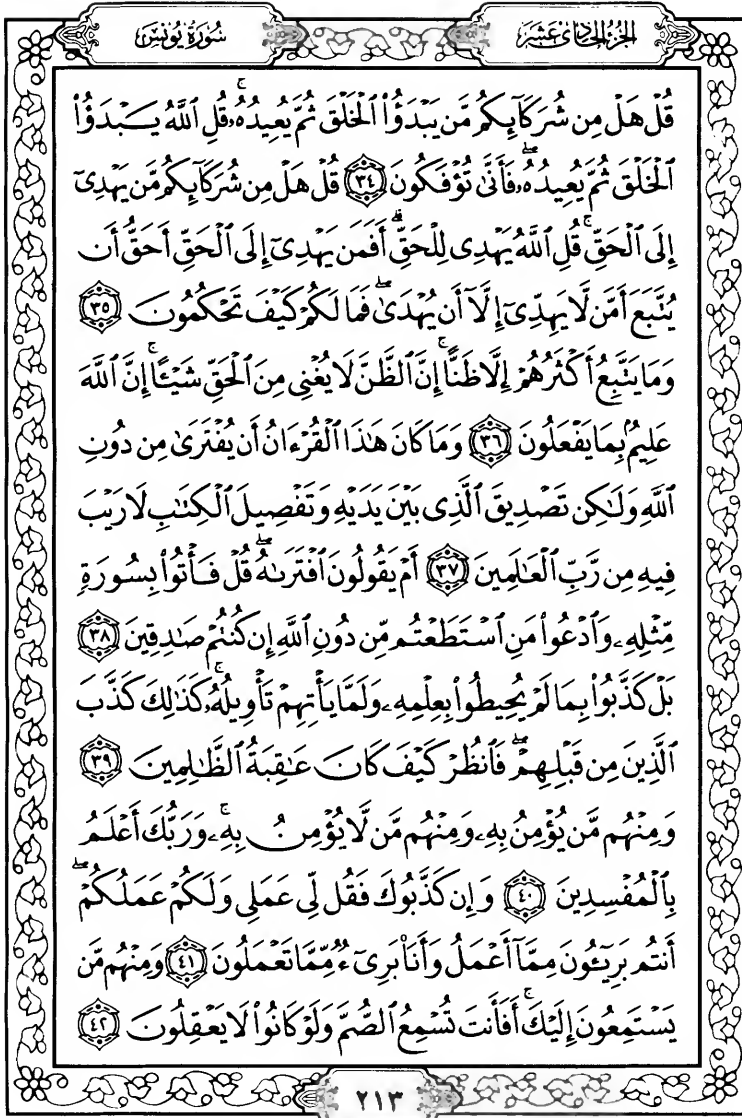 الجزء الحادي عشر
سورة يونس
قُلْ هَلْ مِن شُرَكَآئِكُم مَّن يَبْدَؤُا۟ ٱلْخَلْقَ ثُمَّ يُعِيدُهُۥ ۚ قُلِ ٱللَّهُ يَبْدَؤُا۟
ٱلْخَلْقَ ثُمَّ يُعِيدُهُۥ ۖ فَأَنَّىٰ تُؤْفَكُونَ ٣٤ قُلْ هَلْ مِن شُرَكَآئِكُم مَّن يَهْدِىٓ
إِلَى ٱلْحَقِّ ۚ قُلِ ٱللَّهُ يَهْدِى لِلْحَقِّ ۗ أَفَمَن يَهْدِىٓ إِلَى ٱلْحَقِّ أَحَقُّ أَن
يُتَّبَعَ أَمَّن لَّا يَهِدِّىٓ إِلَّآ أَن يُهْدَىٰ ۖ فَمَا لَكُمْ كَيْفَ تَحْكُمُونَ ٣٥
وَمَا يَتَّبِعُ أَكْثَرُهُمْ إِلَّا ظَنًّا ۚ إِنَّ ٱلظَّنَّ لَا يُغْنِى مِنَ ٱلْحَقِّ شَيْـًٔا ۚ إِنَّ ٱللَّهَ
عَلِيمٌۢ بِمَا يَفْعَلُونَ ٣٦ وَمَا كَانَ هَـٰذَا ٱلْقُرْءَانُ أَن يُفْتَرَىٰ مِن دُونِ
ٱللَّهِ وَلَـٰكِن تَصْدِيقَ ٱلَّذِى بَيْنَ يَدَيْهِ وَتَفْصِيلَ ٱلْكِتَـٰبِ لَا رَيْبَ
فِيهِ مِن رَّبِّ ٱلْعَـٰلَمِينَ ٣٧ أَمْ يَقُولُونَ ٱفْتَرَىٰهُ ۖ قُلْ فَأْتُوا۟ بِسُورَةٍ
مِّثْلِهِۦ وَٱدْعُوا۟ مَنِ ٱسْتَطَعْتُم مِّن دُونِ ٱللَّهِ إِن كُنتُمْ صَـٰدِقِينَ ٣٨
بَلْ كَذَّبُوا۟ بِمَا لَمْ يُحِيطُوا۟ بِعِلْمِهِۦ وَلَمَّا يَأْتِهِمْ تَأْوِيلُهُۥ ۚ كَذَٰلِكَ كَذَّبَ
ٱلَّذِينَ مِن قَبْلِهِمْ ۖ فَٱنظُرْ كَيْفَ كَانَ عَـٰقِبَةُ ٱلظَّـٰلِمِينَ ٣٩
وَمِنْهُم مَّن يُؤْمِنُ بِهِۦ وَمِنْهُم مَّن لَّا يُؤْمِنُ بِهِۦ ۚ وَرَبُّكَ أَعْلَمُ
بِٱلْمُفْسِدِينَ ٤٠ وَإِن كَذَّبُوكَ فَقُل لِّى عَمَلِى وَلَكُمْ عَمَلُكُمْ ۖ
أَنتُم بَرِيٓـُٔونَ مِمَّآ أَعْمَلُ وَأَنَا۠ بَرِىٓءٌ مِّمَّا تَعْمَلُونَ ٤١ وَمِنْهُم مَّن
يَسْتَمِعُونَ إِلَيْكَ ۚ أَفَأَنتَ تُسْمِعُ ٱلصُّمَّ وَلَوْ كَانُوا۟ لَا يَعْقِلُونَ ٤٢
٢١٣